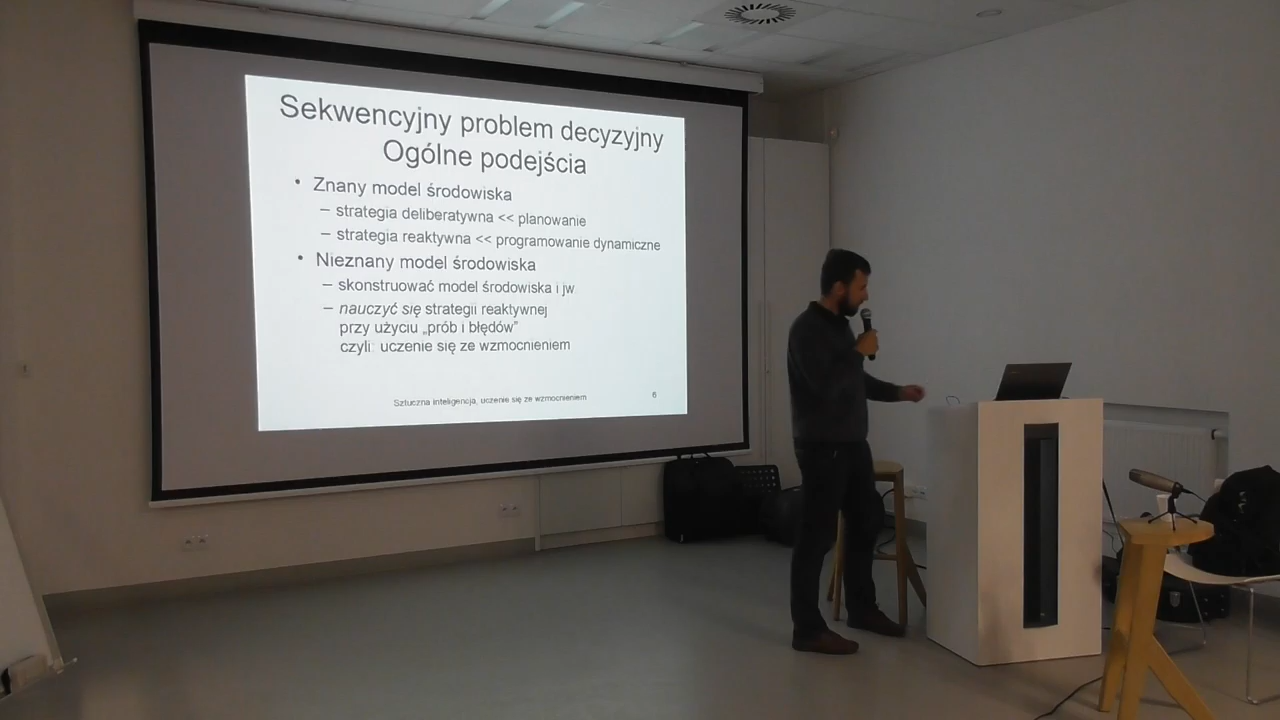 Sekwencyjny problem decyzyjny
Ogólne podejścia
• Znany model środowiska
– strategia deliberatywna << planowanie
– strategia reaktywna << programowanie dynamiczne
• Nieznany model środowiska
– skonstruować model środowiska i jw
– nauczyć się strategii reaktywnej
przy użyciu „prób i błędów”
czyli: uczenie się ze wzmocnieniem
Sztuczna inteligencja, uczenie się ze wzmocnieniem
6